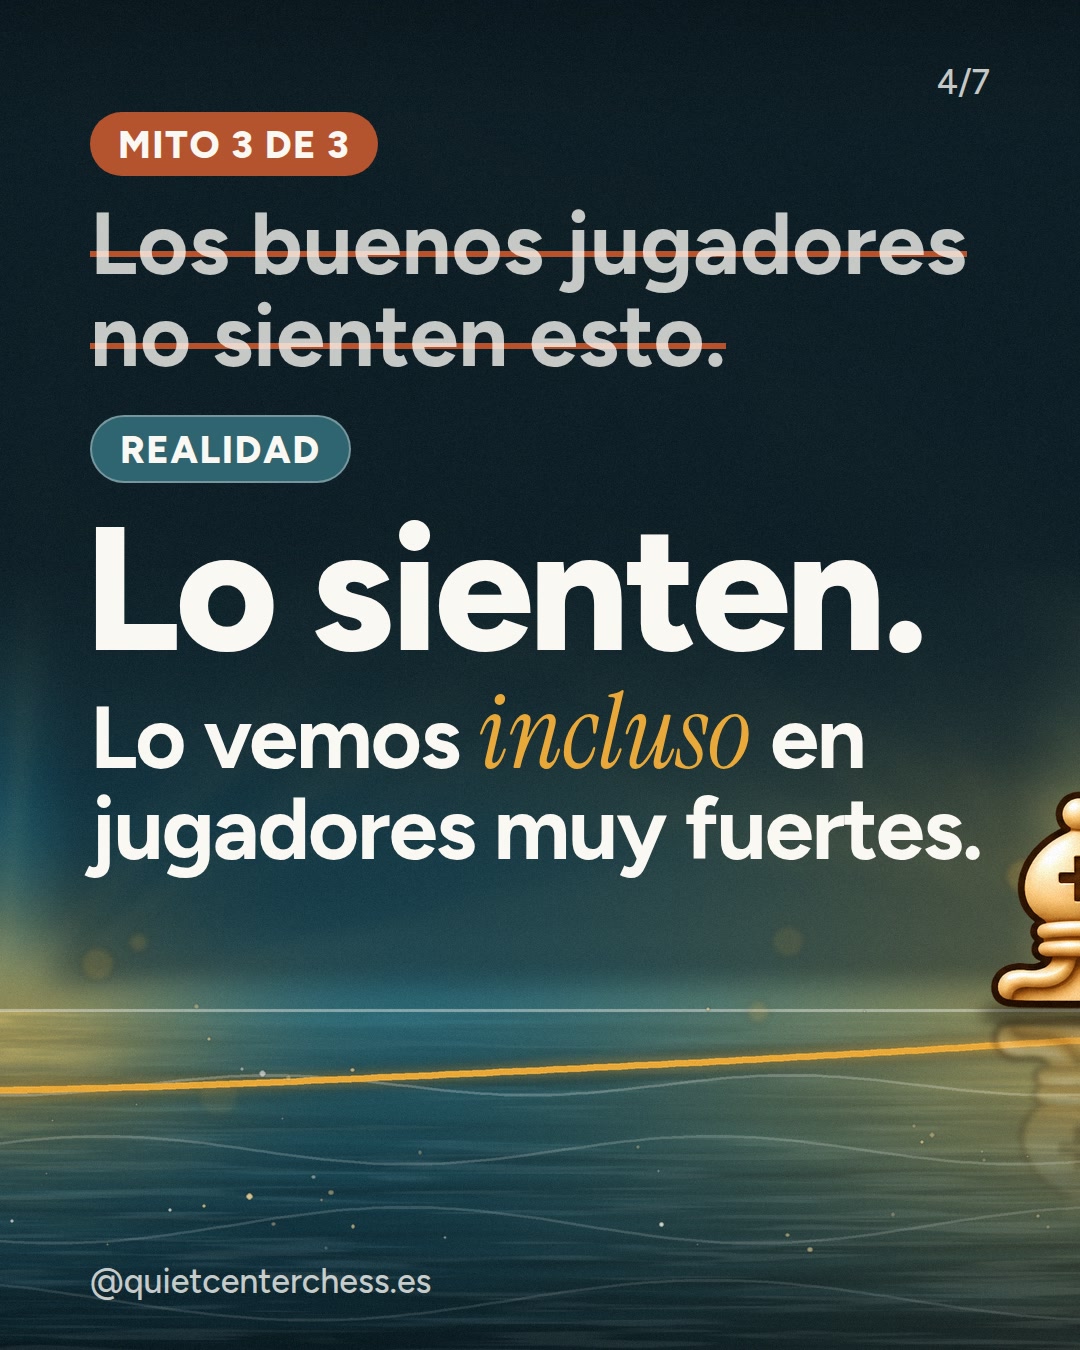 4/7
MITO 3 DE 3
Los buenos jugadores
no sienten esto.
REALIDAD
Lo sienten.
Lo vemos incluso en
jugadores muy fuertes.
@quietcenterchess.es